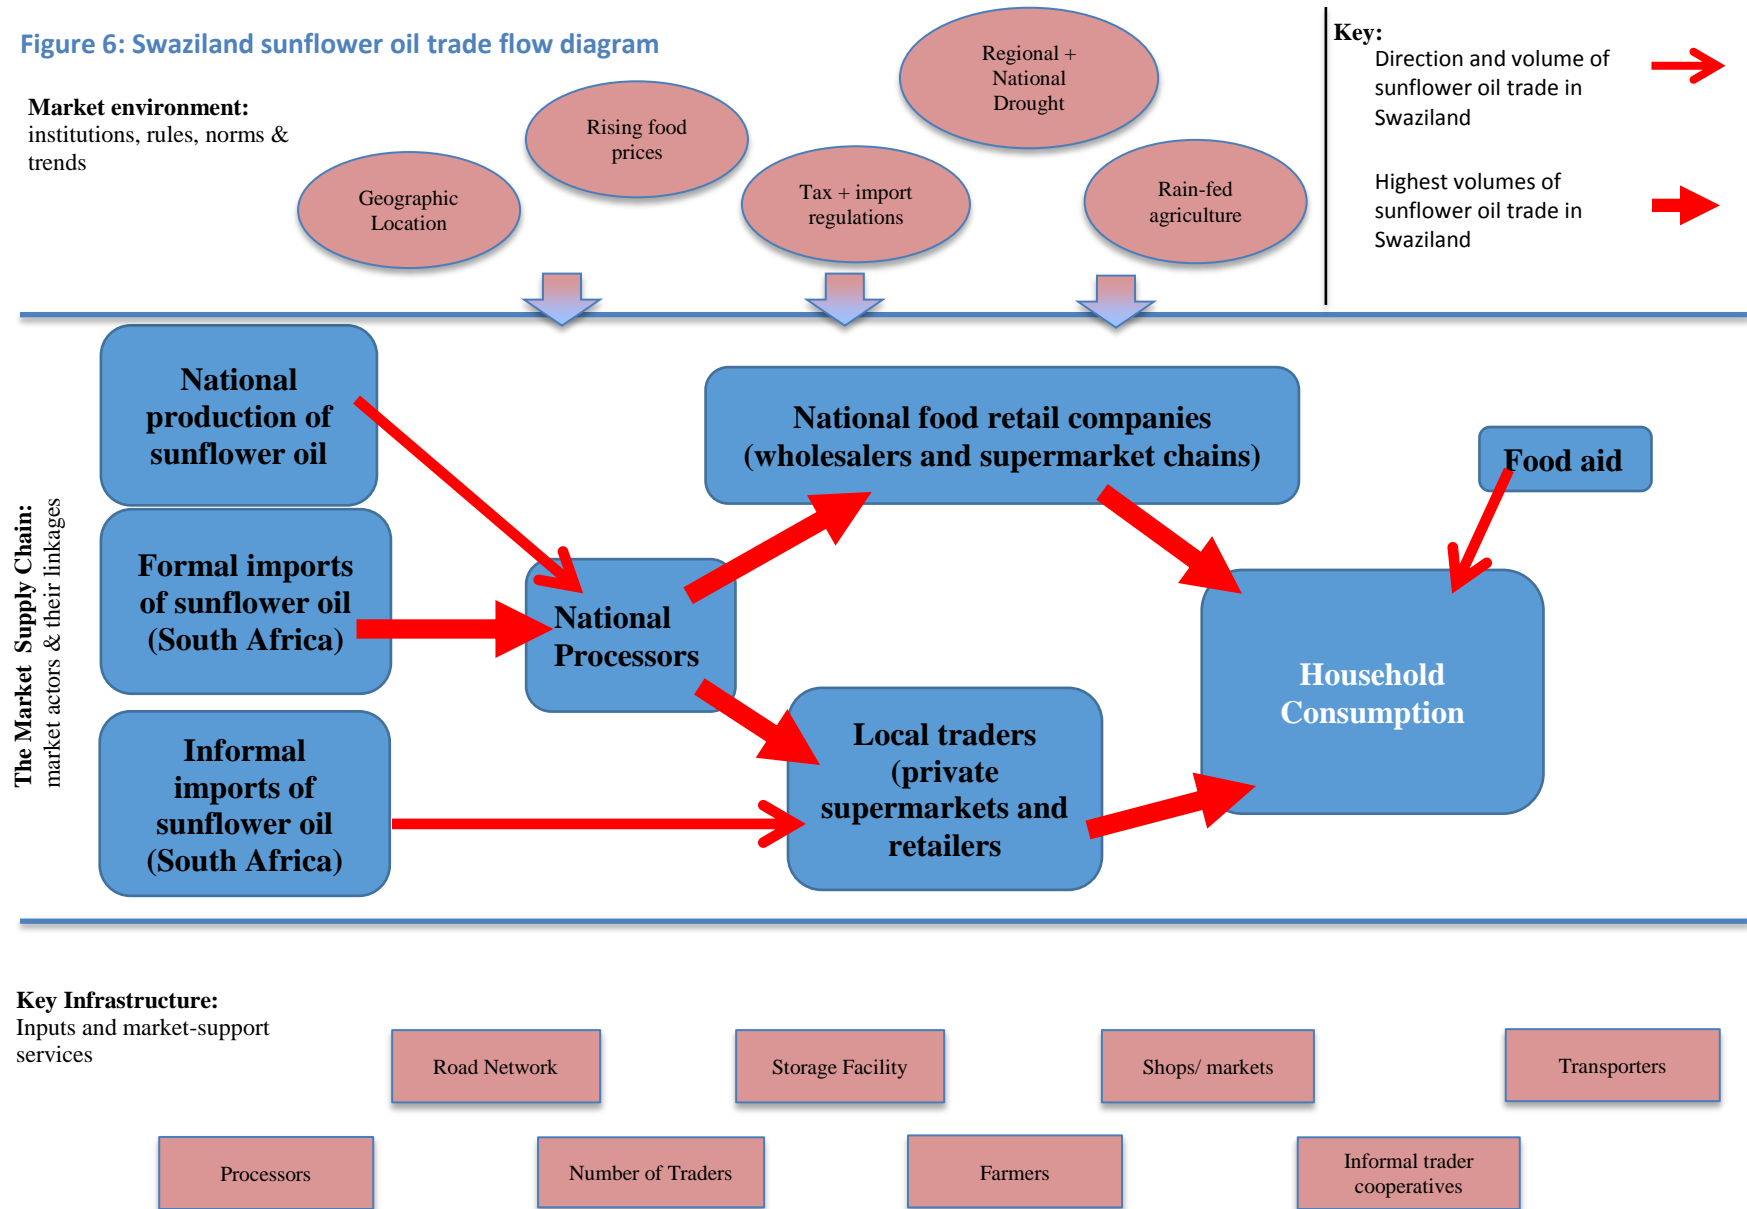 Figure 6: Swaziland sunflower oil trade flow diagram
Market environment:
institutions, rules, norms &
trends
Geographic
Location
Rising food
prices
Tax + import
regulations
Regional +
National
Drought
Rain-fed
agriculture
Key:
Direction and volume of
sunflower oil trade in
Swaziland
Highest volumes of
sunflower oil trade in
Swaziland
The Market  Supply Chain:
market actors & their linkages
National
production of
sunflower oil
Formal imports
of sunflower oil
(South Africa)
Informal
imports of
sunflower oil
(South Africa)
National
Processors
National food retail companies
(wholesalers and supermarket chains)
Local traders
(private
supermarkets and
retailers
Food aid
Household
Consumption
Key Infrastructure:
Inputs and market-support
services
Road Network
Storage Facility
Shops/ markets
Transporters
Processors
Number of Traders
Farmers
Informal trader
cooperatives